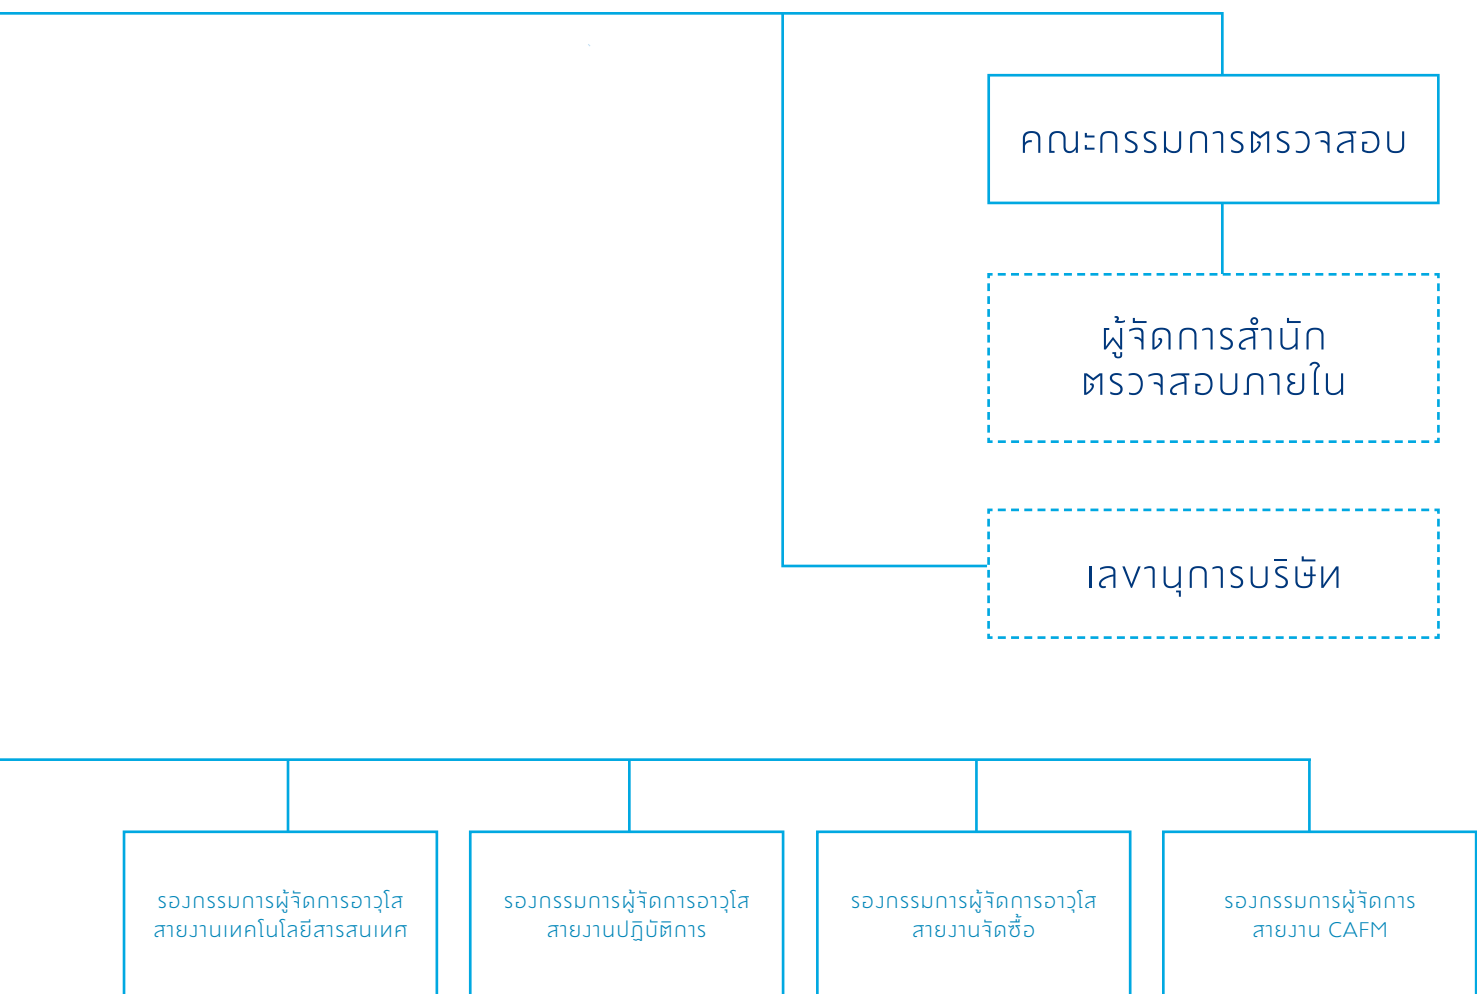 คณะกรรมการตรวจสอบ
ผู้จัดการสำนัก
ตรวจสอบภายใน
เลขานุการบริษัท
รองกรรมการผู้จัดการอาวุโส
สายงานเทคโนโลยีสารสนเทศ
รองกรรมการผู้จัดการอาวุโส
สายงานปฏิบัติการ
รองกรรมการผู้จัดการอาวุโส
สายงานจัดซื้อ
รองกรรมการผู้จัดการ
สายงาน CAFM